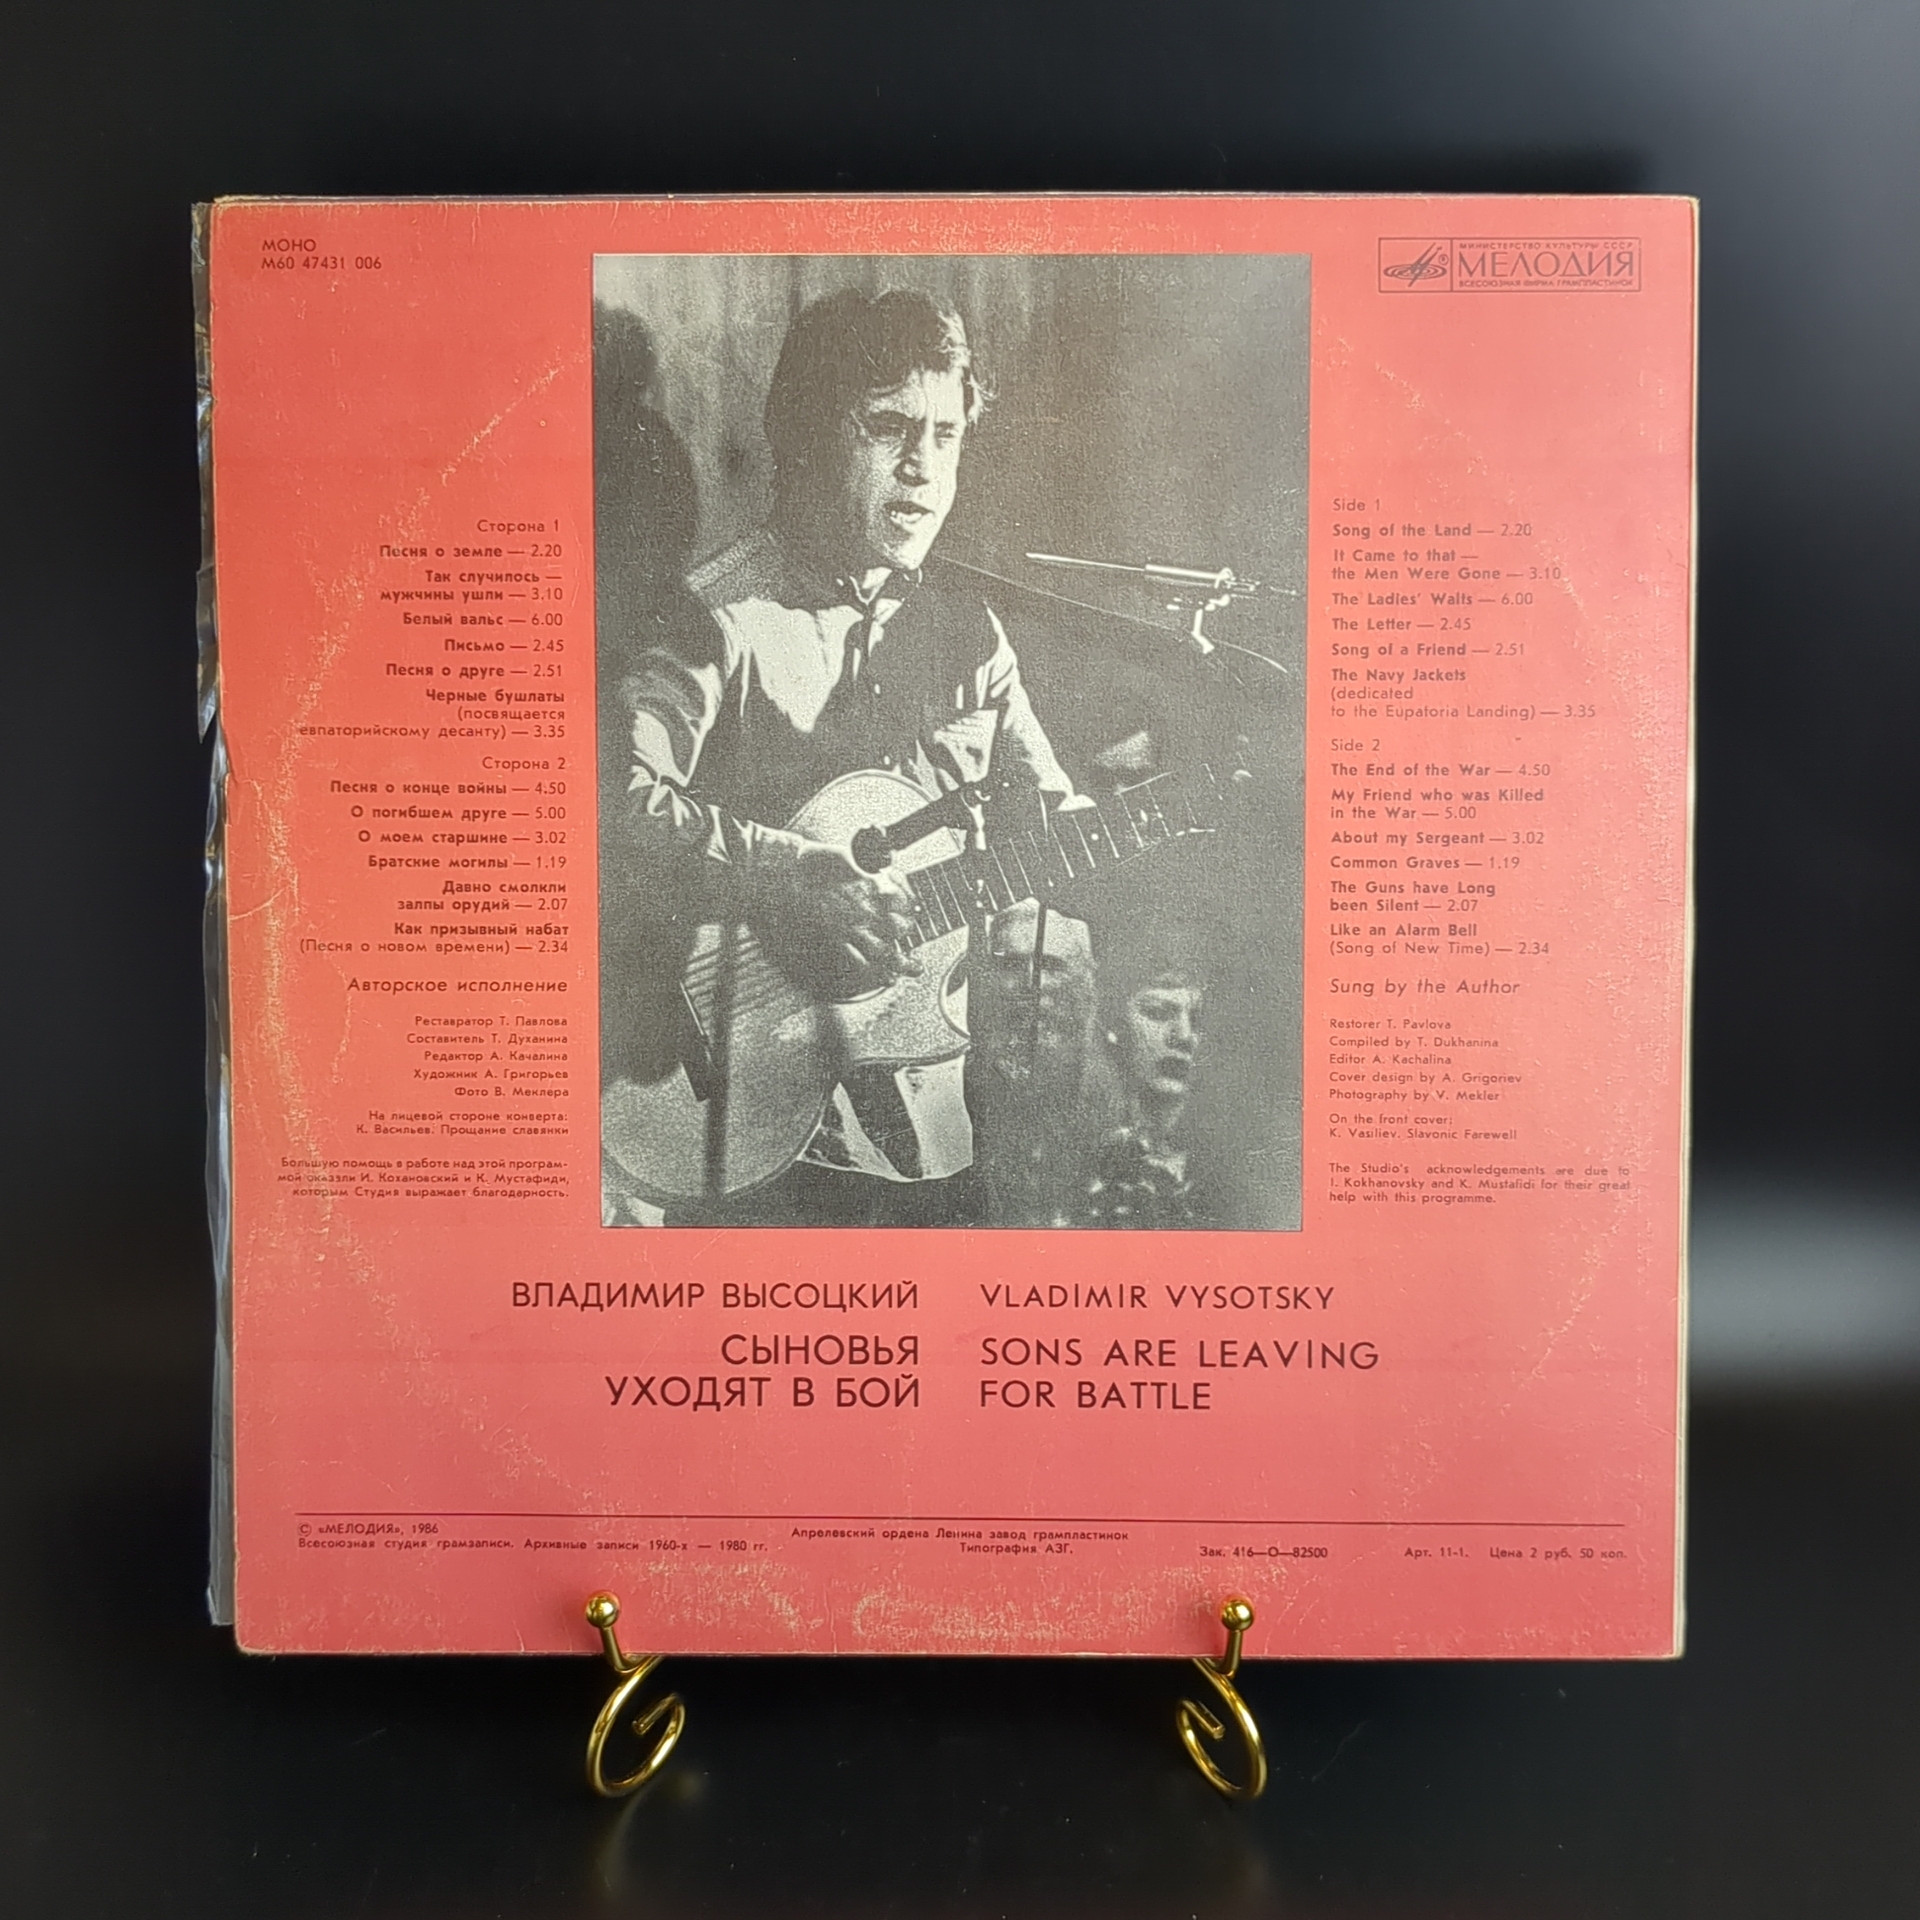 МОНО
М60 47431 006
МИНИСТЕРСТВО КУЛЬТУРЫ СССР
МЕЛОДИЯ
ВСЕСОЮЗНАЯ ФИРМА ГРАМПЛАСТИНОК
Сторона 1
Песня о земле — 2.20
Так случилось —
мужчины ушли — 3.10
Белый вальс — 6.00
Письмо — 2.45
Песня о друге — 2.51
Черные бушлаты
(посвящается
евпаторийскому десанту) — 3.35
Сторона 2
Песня о конце войны — 4.50
О погибшем друге — 5.00
О моем старшине — 3.02
Братские могилы — 1.19
Давно смолкли
залпы орудий — 2.07
Как призывный набат
(Песня о новом времени) — 2.34
Авторское исполнение
Реставратор Т. Павлова
Составитель Т. Духанина
Редактор А. Качалина
Художник А. Григорьев
Фото В. Меклера
На лицевой стороне конверта:
К. Васильев. Прощание славянки
Большую помощь в работе над этой програм-
мой оказали И. Кохановский и К. Мустафиди,
которым Студия выражает благодарность.
Side 1
Song of the Land — 2.20
It Came to that —
the Men Were Gone — 3.10
The Ladies' Walts — 6.00
The Letter — 2.45
Song of a Friend — 2.51
The Navy Jackets
(dedicated
to the Eupatoria Landing) — 3.35
Side 2
The End of the War — 4.50
My Friend who was Killed
in the War — 5.00
About my Sergeant — 3.02
Common Graves — 1.19
The Guns have Long
been Silent — 2.07
Like an Alarm Bell
(Song of New Time) — 2.34
Sung by the Author
Restorer T. Pavlova
Compiled by T. Dukhanina
Editor A. Kachalina
Cover design by A. Grigoriev
Photography by V. Mekler
On the front cover:
K. Vasiliev. Slavonic Farewell
The Studio's acknowledgements are due to
I. Kokhanovsky and K. Mustafidi for their great
help with this programme.
ВЛАДИМИР ВЫСОЦКИЙ
СЫНОВЬЯ
УХОДЯТ В БОЙ
VLADIMIR VYSOTSKY
SONS ARE LEAVING
FOR BATTLE
© «МЕЛОДИЯ», 1986
Всесоюзная студия грамзаписи. Архивные записи 1960-х — 1980 гг.
Апрелевский ордена Ленина завод грампластинок
Типография АЗГ.
Зак. 416—О—82500
Арт. 11-1. Цена 2 руб. 50 коп.